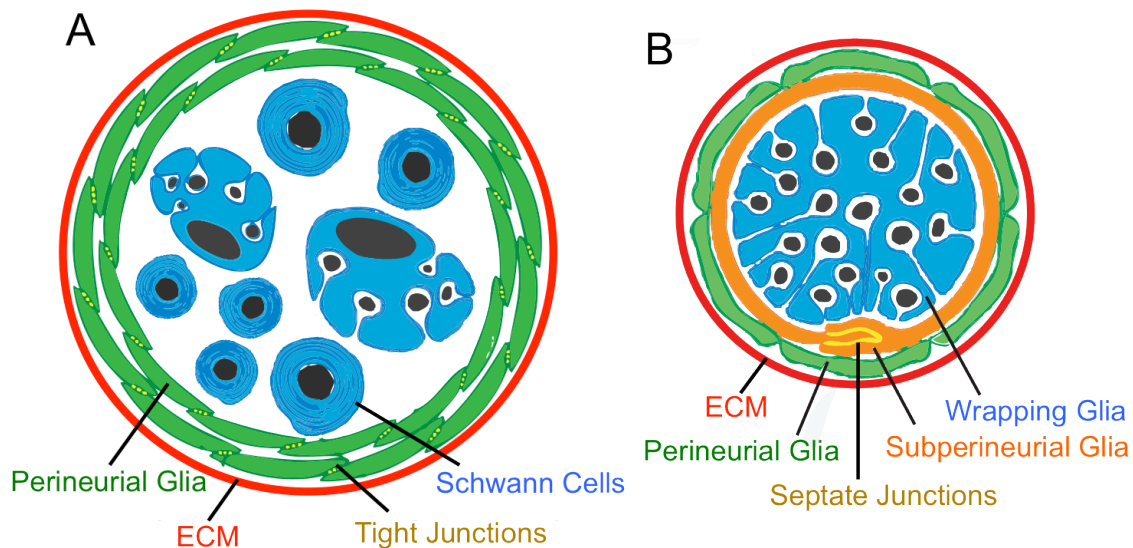 A
B
Perineurial Glia
ECM
Tight Junctions
Schwann Cells
ECM
Perineurial Glia
Septate Junctions
Subperineurial Glia
Wrapping Glia